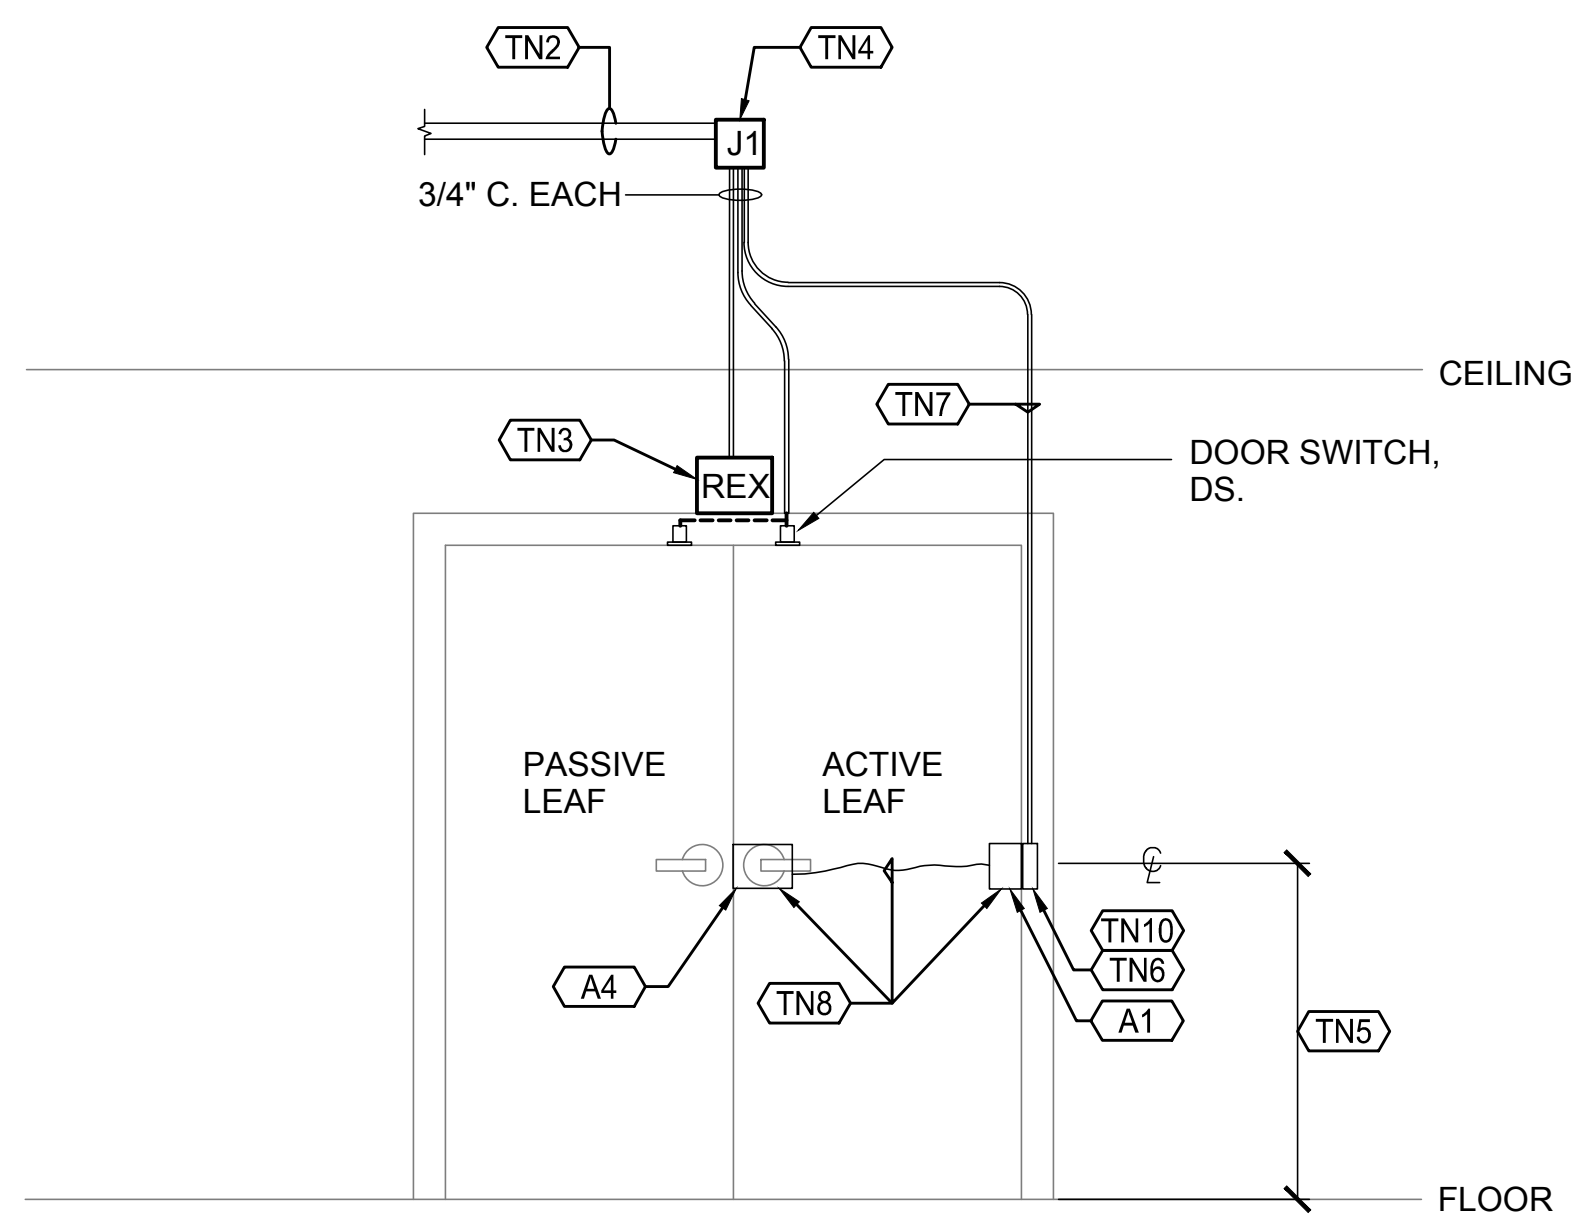 TN2
TN4
J1
3/4" C. EACH
CEILING
TN7
TN3
DOOR SWITCH,
DS.
REX
PASSIVE
LEAF
ACTIVE
LEAF
CL
TN10
TN6
A4
TN8
A1
TN5
FLOOR